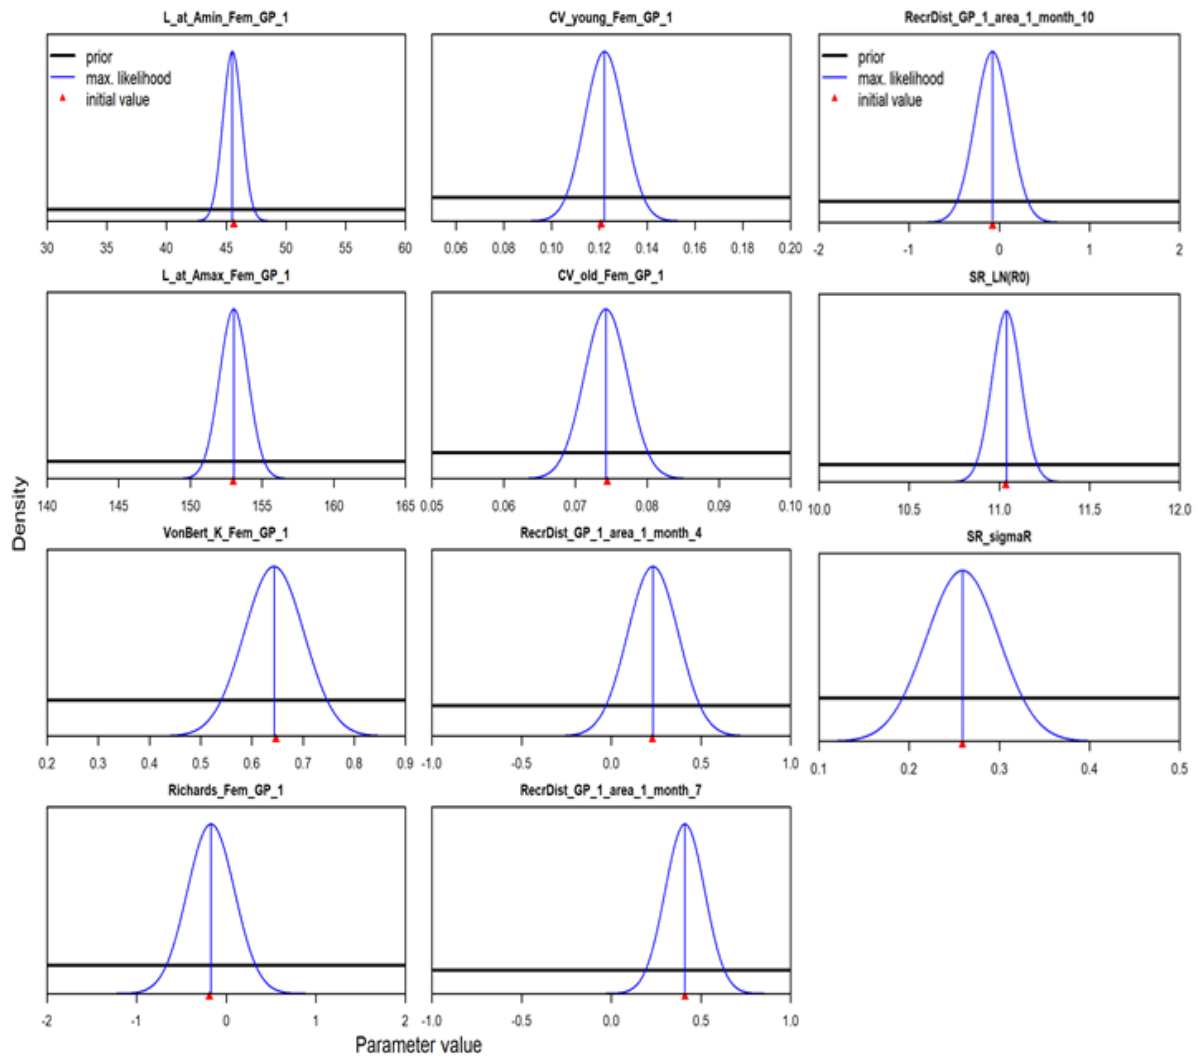 L_at_Amin_Fem_GP_1
CV_young_Fem_GP_1
RecrDist_GP_1_area_1_month_10
prior
max. likelihood
initial value
prior
max. likelihood
initial value
30 35 40 45 50 55 60
0.06 0.08 0.10 0.12 0.14 0.16 0.18 0.20
-2 -1 0 1 2
L_at_Amax_Fem_GP_1
CV_old_Fem_GP_1
SR_LN(R0)
140 145 150 155 160 165
0.05 0.06 0.07 0.08 0.09 0.10
10.0 10.5 11.0 11.5 12.0
Density
VonBert_K_Fem_GP_1
RecrDist_GP_1_area_1_month_4
SR_sigmaR
0.2 0.3 0.4 0.5 0.6 0.7 0.8 0.9
-1.0 -0.5 0.0 0.5 1.0
0.1 0.2 0.3 0.4 0.5
Richards_Fem_GP_1
RecrDist_GP_1_area_1_month_7
-2 -1 0 1 2
-1.0 -0.5 0.0 0.5 1.0
Parameter value